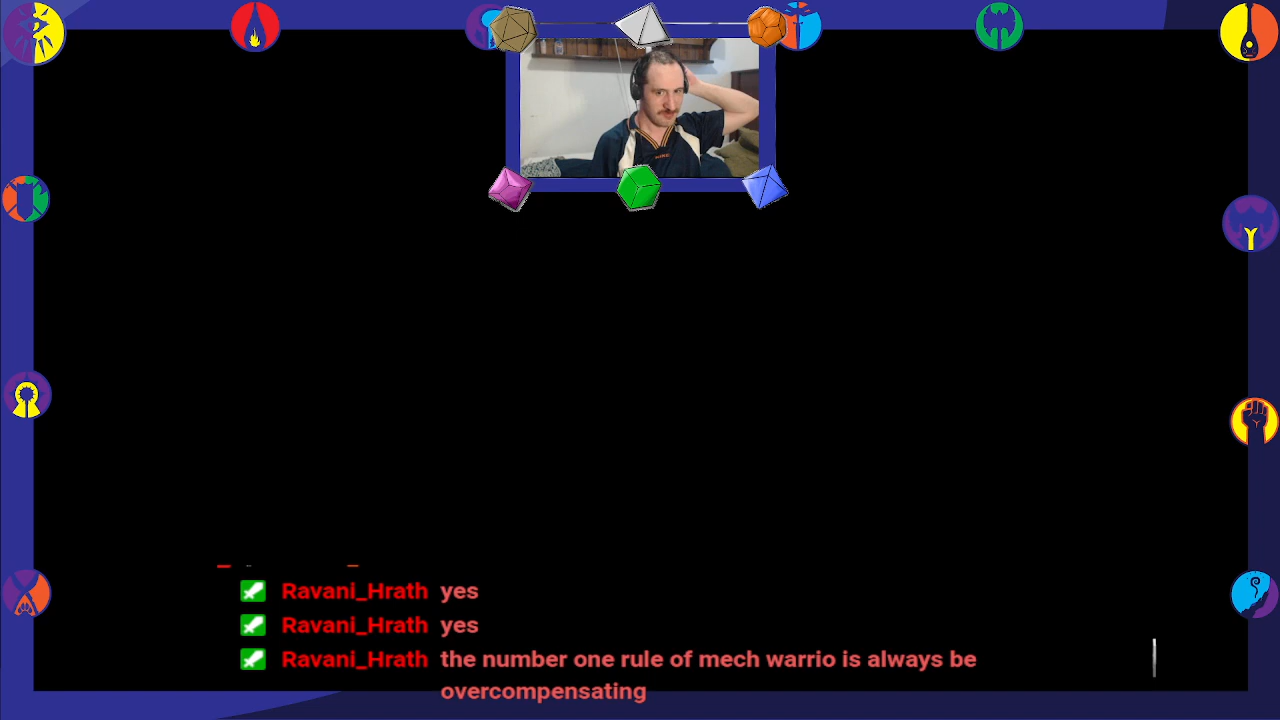 Ravani_Hrath yes
Ravani_Hrath yes
Ravani_Hrath the number one rule of mech warrio is always be
overcompensating